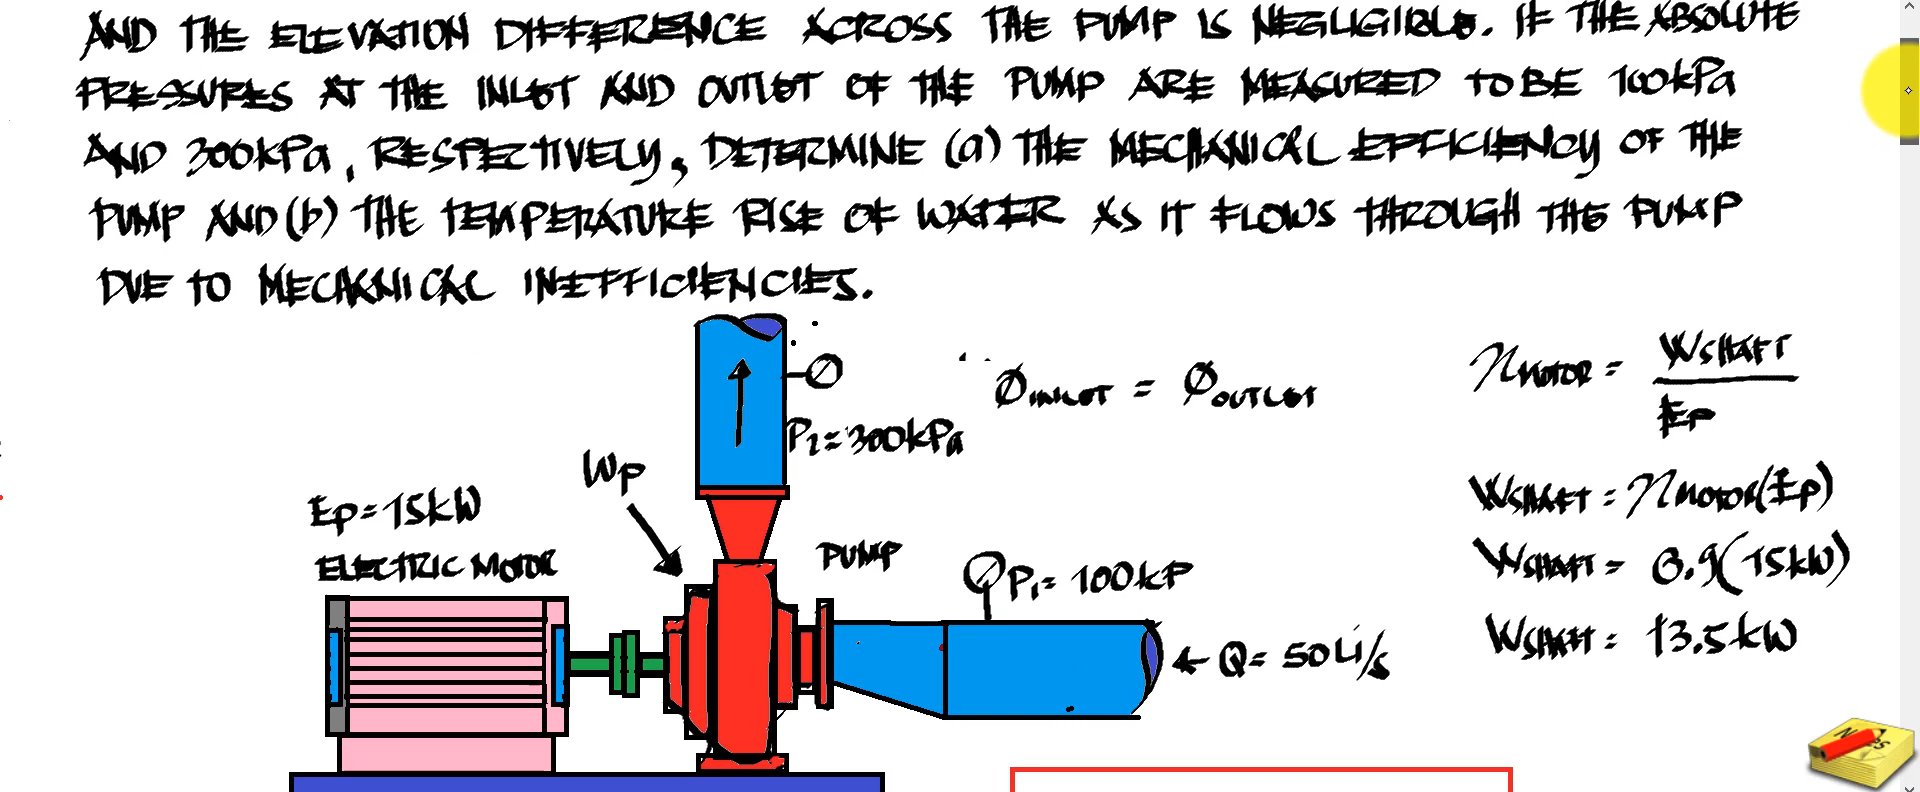 AND THE ELEVATION DIFFERENCE ACROSS THE PUMP IS NEGLIGIBLE. IF THE ABSOLUTE
PRESSURES AT THE INLET AND OUTLET OF THE PUMP ARE MEASURED TO BE 100kPa
AND 300kPa, RESPECTIVELY, DETERMINE (a) THE MECHANICAL EFFICIENCY OF THE
PUMP AND (b) THE TEMPERATURE RISE OF WATER AS IT FLOWS THROUGH THE PUMP
DUE TO MECHANICAL INEFFICIENCIES.
ØINLET = ØOUTLET
P2=300kPa
WP
EP=15kW
ELECTRIC MOTOR
PUMP
P1=100kP
Q=50Li/s
ηMOTOR = WSHAFT
EP
WSHAFT = ηMOTOR(EP)
WSHAFT = 0.9(15kW)
WSHAFT = 13.5kW